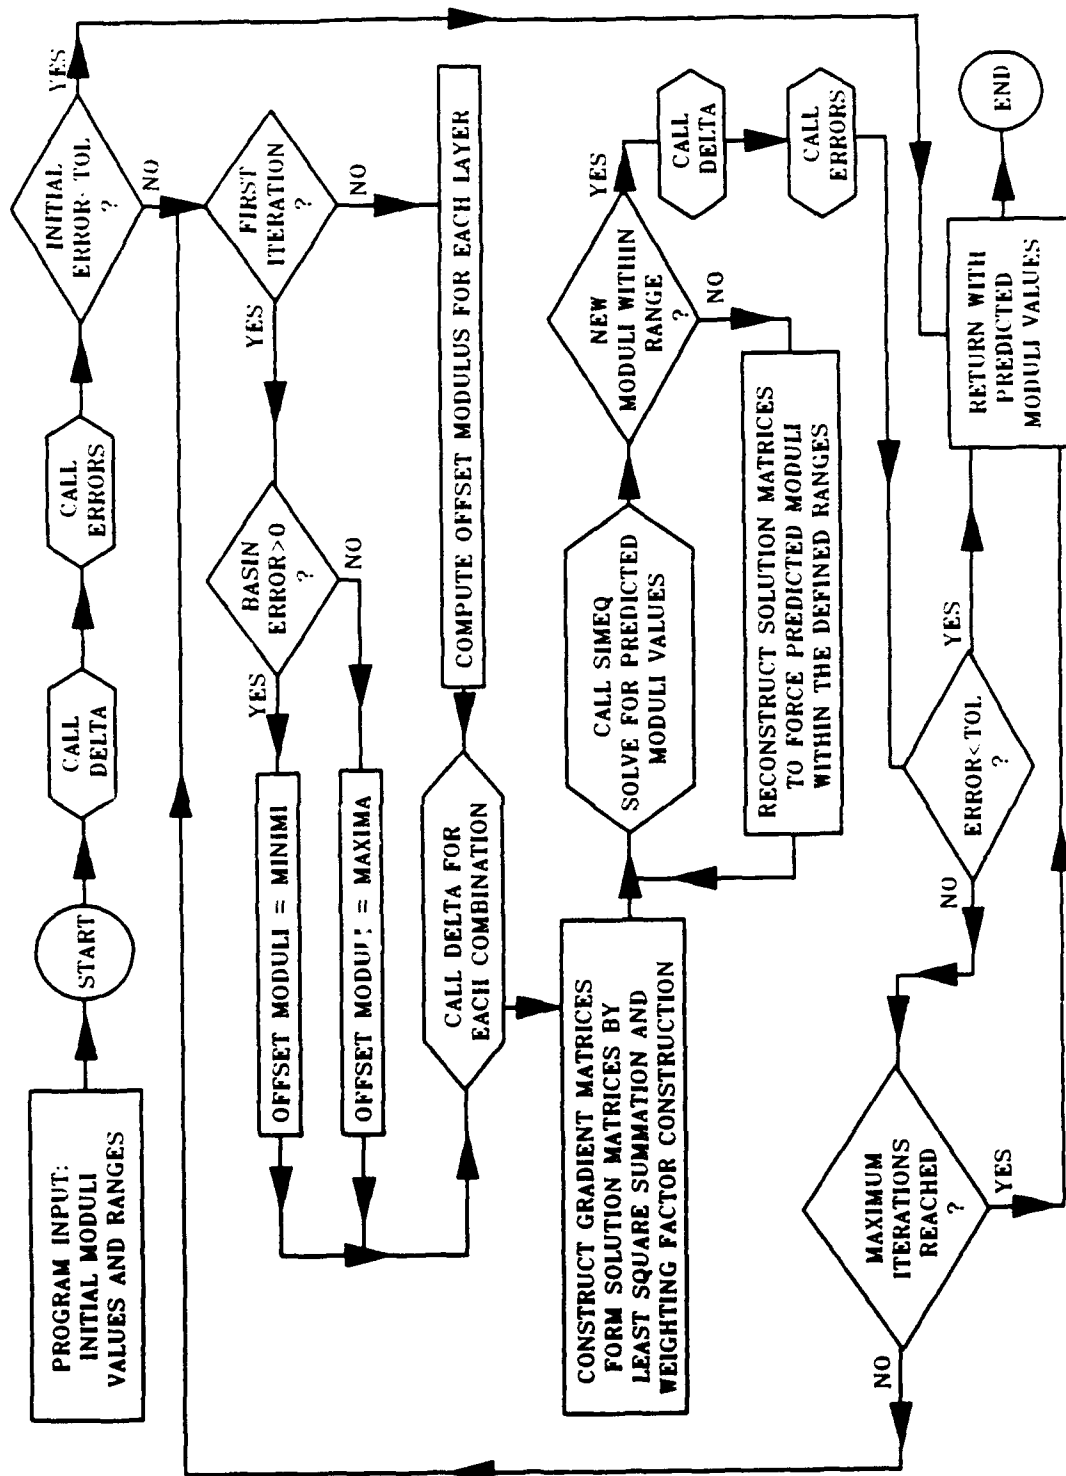 PROGRAM INPUT:
INITIAL MODULI
VALUES AND RANGES
START
CALL
DELTA
CALL
ERRORS
INITIAL
ERROR<TOL
?
YES
NO
FIRST
ITERATION
?
YES
NO
BASIN
ERROR>0
?
YES
NO
OFFSET MODULI = MINIMI
OFFSET MODULI = MAXIMA
COMPUTE OFFSET MODULUS FOR EACH LAYER
CALL DELTA FOR
EACH COMBINATION
CONSTRUCT GRADIENT MATRICES
FORM SOLUTION MATRICES BY
LEAST SQUARE SUMMATION AND
WEIGHTING FACTOR CONSTRUCTION
CALL SIMEQ
SOLVE FOR PREDICTED
MODULI VALUES
NEW
MODULI WITHIN
RANGE
?
YES
NO
RECONSTRUCT SOLUTION MATRICES
TO FORCE PREDICTED MODULI
WITHIN THE DEFINED RANGES
CALL
DELTA
CALL
ERRORS
ERROR<TOL
?
YES
NO
MAXIMUM
ITERATIONS
REACHED
?
NO
YES
RETURN WITH
PREDICTED
MODULI VALUES
END